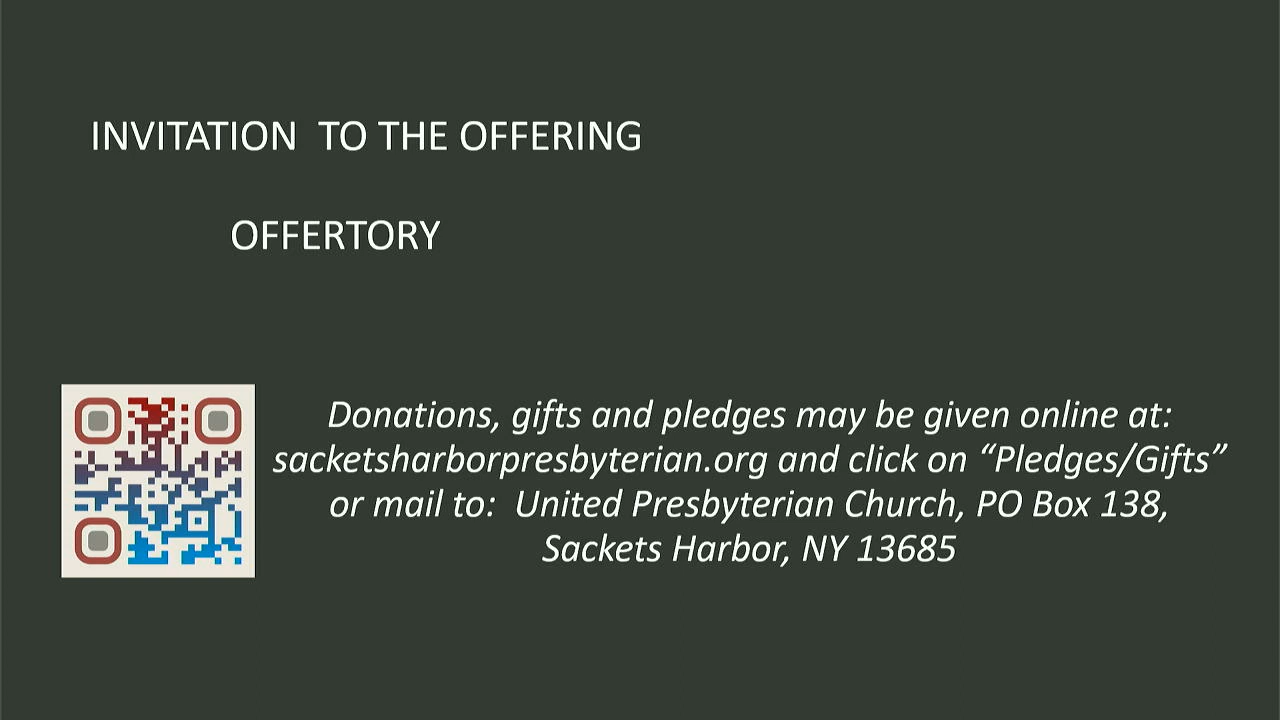 INVITATION TO THE OFFERING
OFFERTORY
Donations, gifts and pledges may be given online at:
sacketsharborpresbyterian.org and click on “Pledges/Gifts”
or mail to: United Presbyterian Church, PO Box 138,
Sackets Harbor, NY 13685